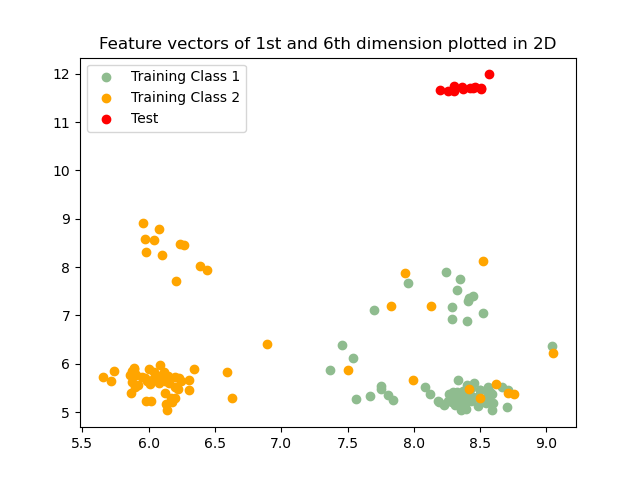 Feature vectors of 1st and 6th dimension plotted in 2D
Training Class 1
Training Class 2
Test
12
11
10
9
8
7
6
5
5.5 6.0 6.5 7.0 7.5 8.0 8.5 9.0